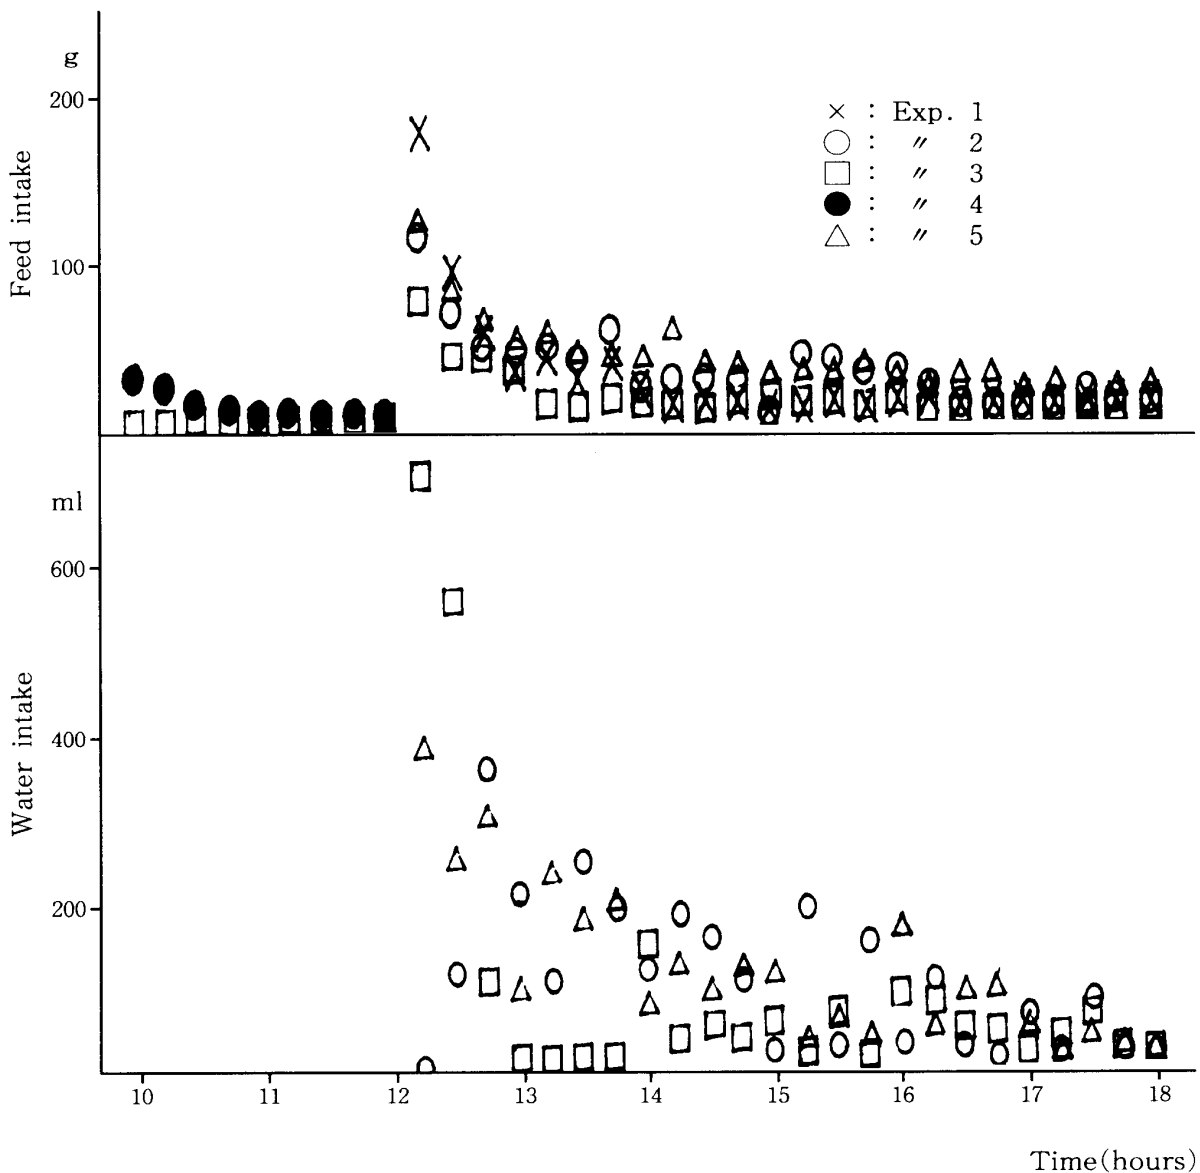 g
200
100
Feed intake
× : Exp. 1
○ : 〃 2
□ : 〃 3
● : 〃 4
△ : 〃 5
ml
600
400
200
Water intake
10 11 12 13 14 15 16 17 18
Time(hours)